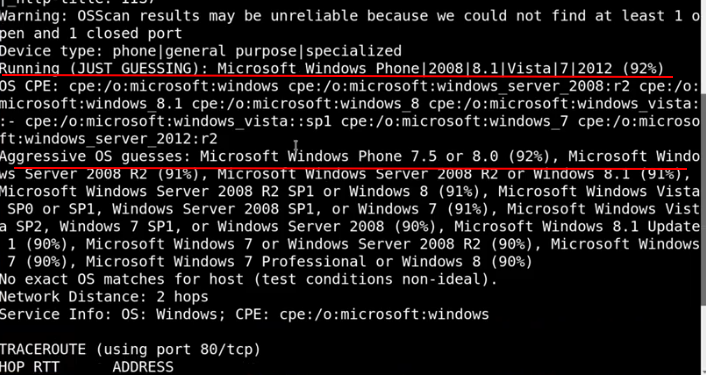 |_http-title: 1157
Warning: OSScan results may be unreliable because we could not find at least 1 o
pen and 1 closed port
Device type: phone|general purpose|specialized
Running (JUST GUESSING): Microsoft Windows Phone|2008|8.1|Vista|7|2012 (92%)
OS CPE: cpe:/o:microsoft:windows cpe:/o:microsoft:windows_server_2008:r2 cpe:/o:
microsoft:windows_8.1 cpe:/o:microsoft:windows_8 cpe:/o:microsoft:windows_vista:
:- cpe:/o:microsoft:windows_vista::sp1 cpe:/o:microsoft:windows_7 cpe:/o:microso
ft:windows_server_2012:r2
Aggressive OS guesses: Microsoft Windows Phone 7.5 or 8.0 (92%), Microsoft Windo
ws Server 2008 R2 (91%), Microsoft Windows Server 2008 R2 or Windows 8.1 (91%),
Microsoft Windows Server 2008 R2 SP1 or Windows 8 (91%), Microsoft Windows Vista
SP0 or SP1, Windows Server 2008 SP1, or Windows 7 (91%), Microsoft Windows Vist
a SP2, Windows 7 SP1, or Windows Server 2008 (90%), Microsoft Windows 8.1 Update
1 (90%), Microsoft Windows 7 or Windows Server 2008 R2 (90%), Microsoft Windows
7 (90%), Microsoft Windows 7 Professional or Windows 8 (90%)
No exact OS matches for host (test conditions non-ideal).
Network Distance: 2 hops
Service Info: OS: Windows; CPE: cpe:/o:microsoft:windows
TRACEROUTE (using port 80/tcp)
HOP RTT ADDRESS